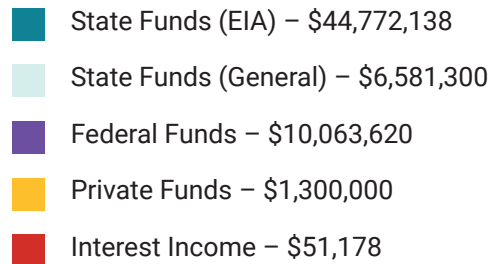 State Funds (EIA) – $44,772,138
State Funds (General) – $6,581,300
Federal Funds – $10,063,620
Private Funds – $1,300,000
Interest Income – $51,178